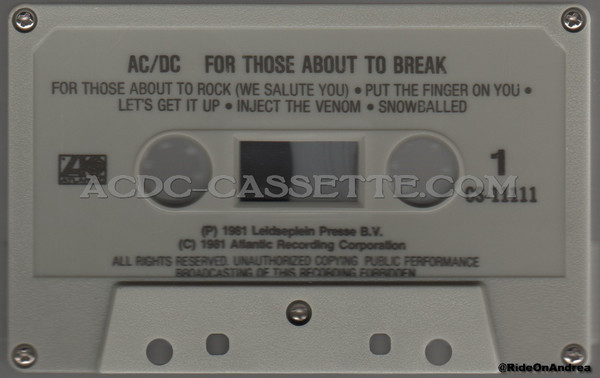 AC/DC FOR THOSE ABOUT TO BREAK
FOR THOSE ABOUT TO ROCK (WE SALUTE YOU) • PUT THE FINGER ON YOU •
LET'S GET IT UP • INJECT THE VENOM • SNOWBALLED
1
ATLANTIC
ACDC-CASSETTE.COM
CS-11111
(P) 1981 Leidseplein Presse B.V.
(C) 1981 Atlantic Recording Corporation
ALL RIGHTS RESERVED. UNAUTHORIZED COPYING PUBLIC PERFORMANCE
BROADCASTING OF THIS RECORDING FORBIDDEN
@RideOnAndrea